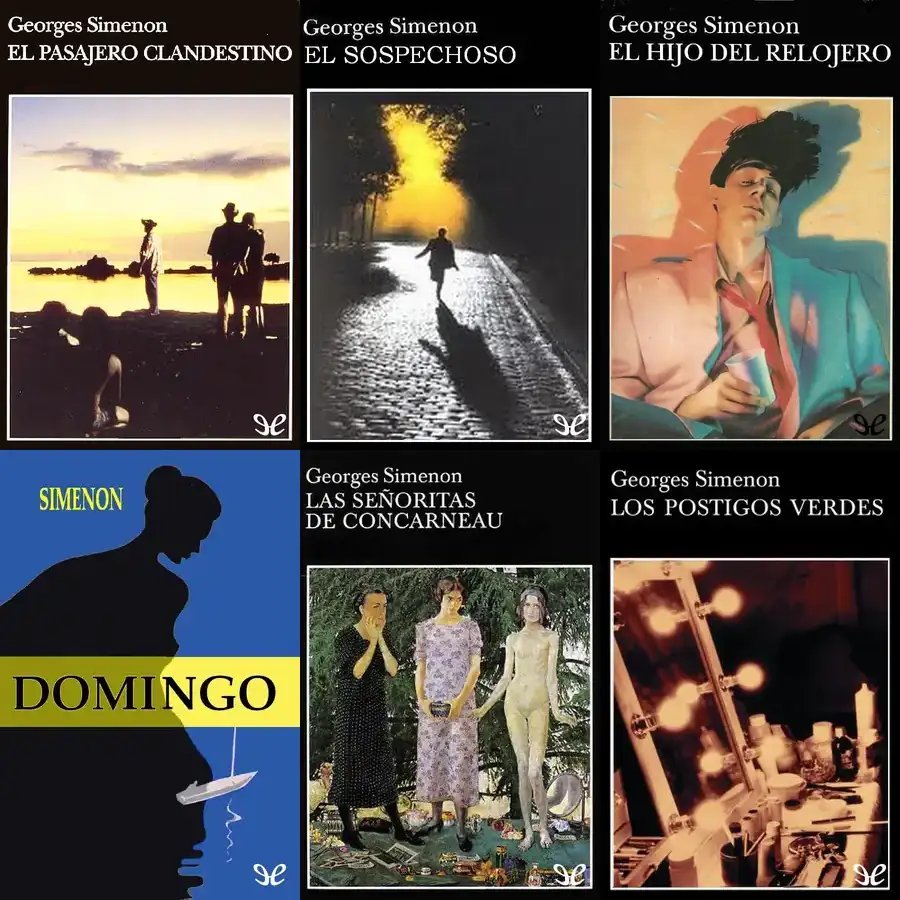 Georges Simenon
EL PASAJERO CLANDESTINO
Georges Simenon
EL SOSPECHOSO
Georges Simenon
EL HIJO DEL RELOJERO
SIMENON
DOMINGO
Georges Simenon
LAS SEÑORITAS
DE CONCARNEAU
Georges Simenon
LOS POSTIGOS VERDES